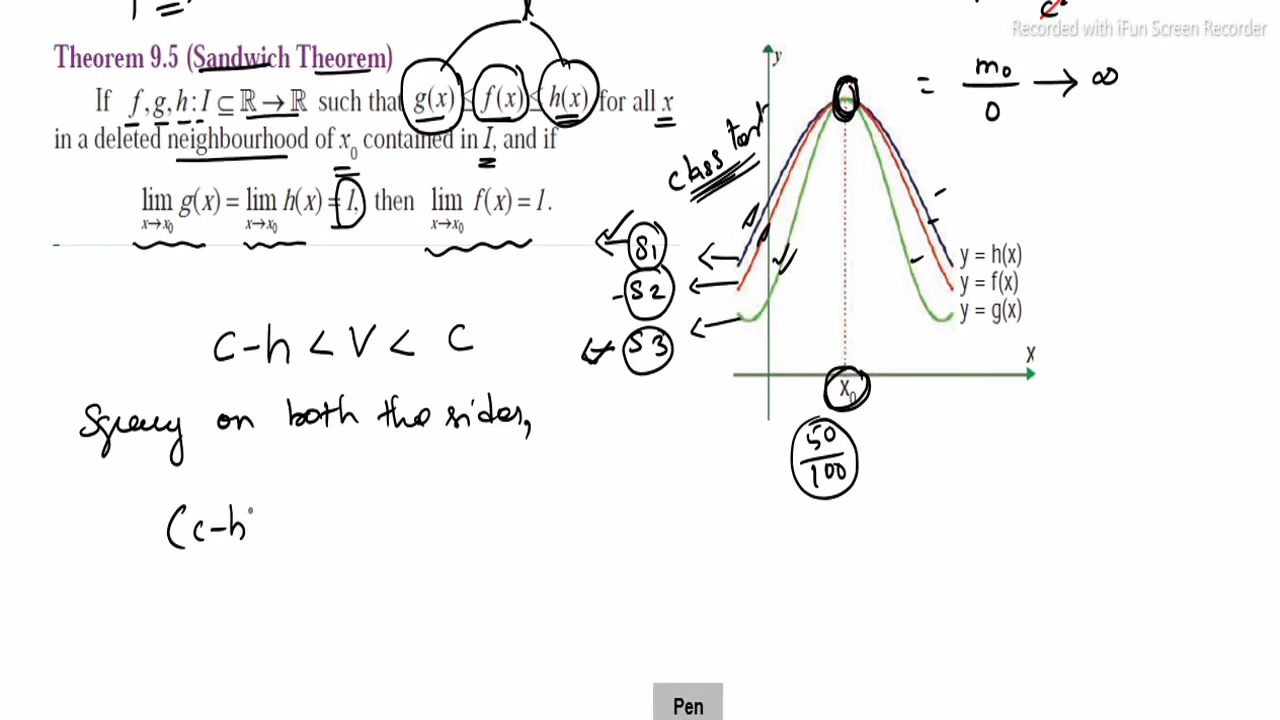 Recorded with iFun Screen Recorder
Theorem 9.5 (Sandwich Theorem)
If f, g, h : I ⊆ ℝ → ℝ such that g(x) ≤ f(x) ≤ h(x) for all x
in a deleted neighbourhood of x₀ contained in I, and if
lim x→x₀ g(x) = lim x→x₀ h(x) = l, then lim x→x₀ f(x) = l.
= m₀/0 → ∞
y
class test
S1
S2
S3
y = h(x)
y = f(x)
y = g(x)
x
x₀
50/100
c-h < V < c
on both the sides,
(c-h
Pen